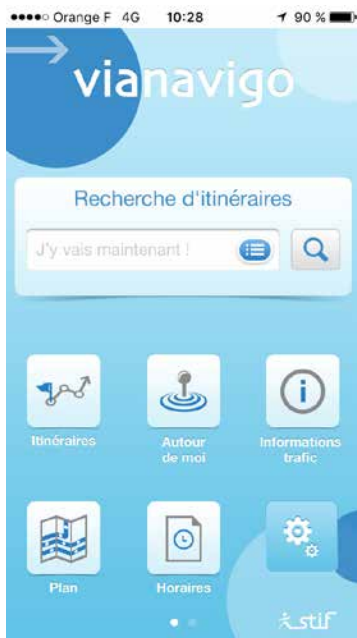 Orange F 4G 10:28 90 %
vianavigo
Recherche d'itinéraires
J'y vais maintenant !
Itinéraires
Autour
de moi
Informations
trafic
Plan
Horaires
stif